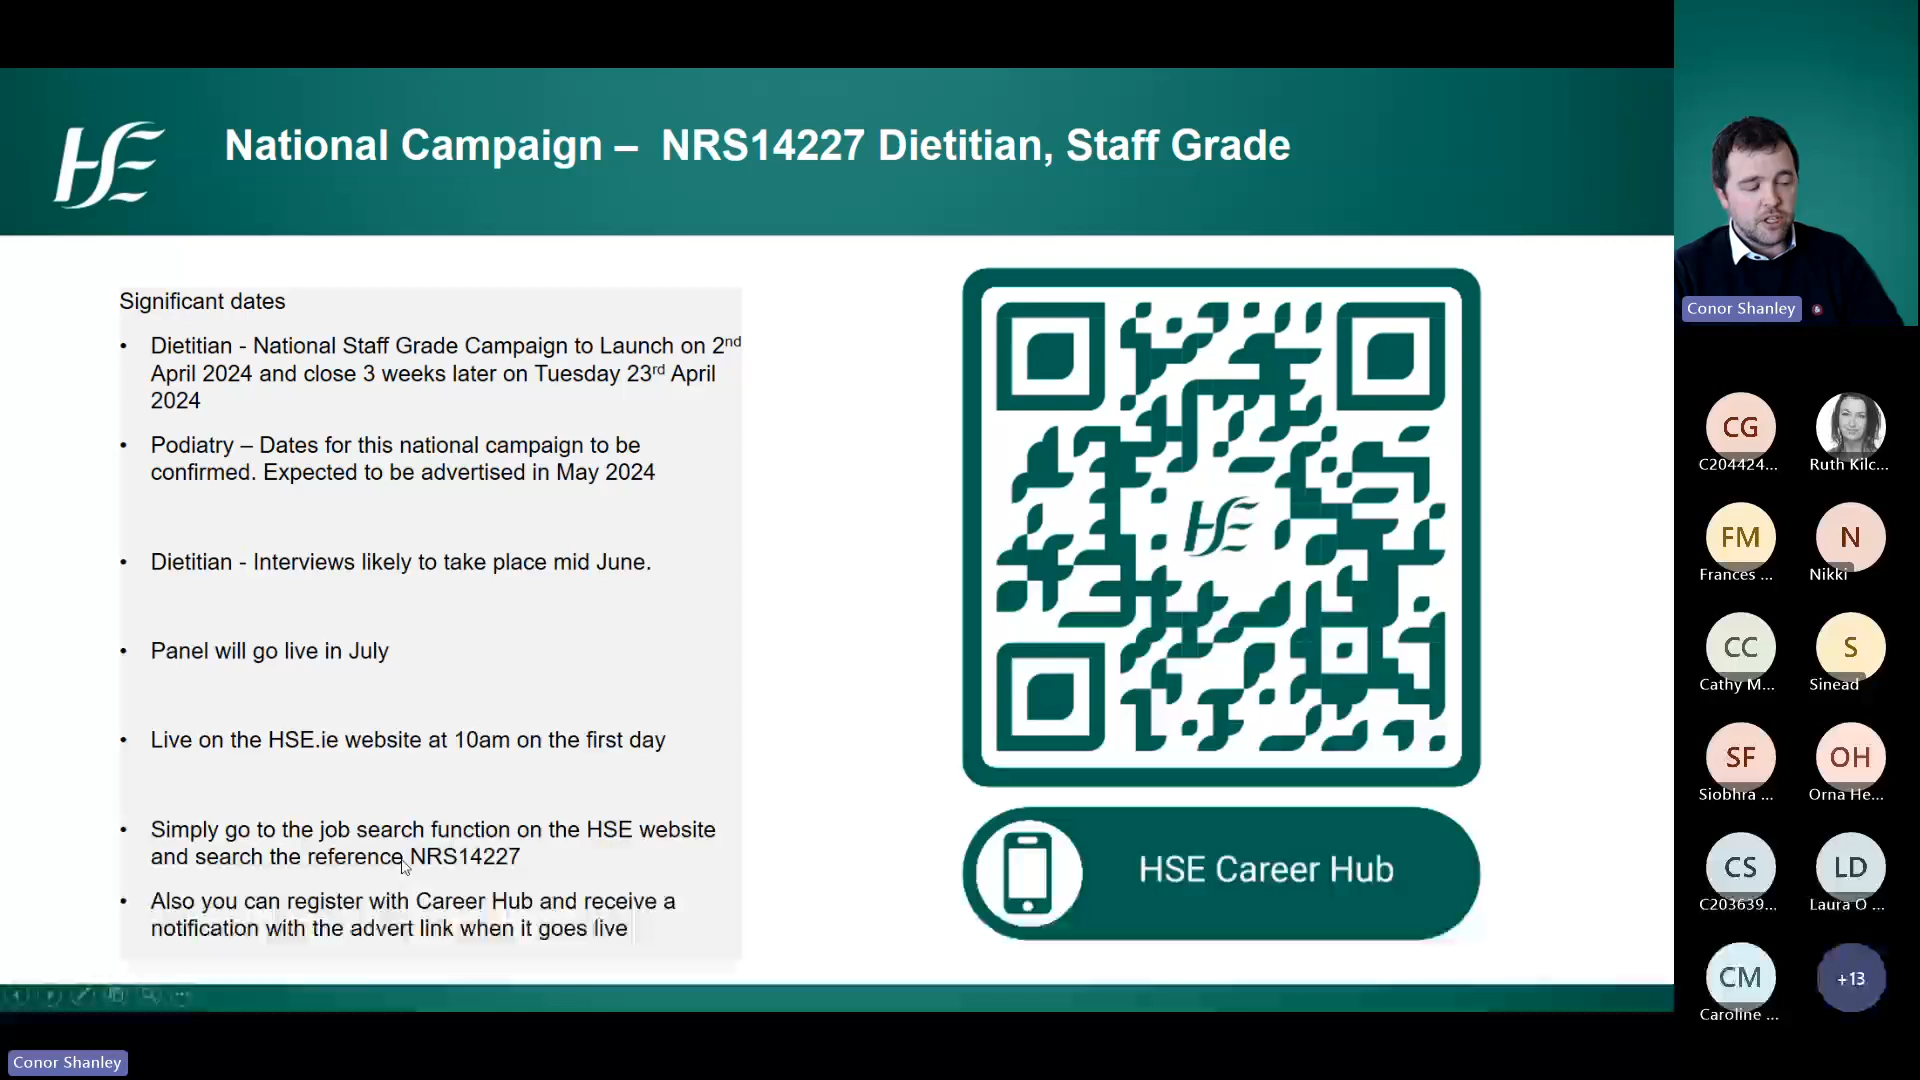 HSE
National Campaign – NRS14227 Dietitian, Staff Grade
Significant dates
• Dietitian - National Staff Grade Campaign to Launch on 2nd
April 2024 and close 3 weeks later on Tuesday 23rd April
2024
• Podiatry – Dates for this national campaign to be
confirmed. Expected to be advertised in May 2024
• Dietitian - Interviews likely to take place mid June.
• Panel will go live in July
• Live on the HSE.ie website at 10am on the first day
• Simply go to the job search function on the HSE website
and search the reference NRS14227
• Also you can register with Career Hub and receive a
notification with the advert link when it goes live
HSE
HSE Career Hub
Conor Shanley
CG
C204424...
Ruth Kilc...
FM
Frances ...
N
Nikki
CC
Cathy M...
S
Sinead
SF
Siobhra ...
OH
Orna He...
CS
C203639...
LD
Laura O ...
CM
Caroline ...
+13
Conor Shanley